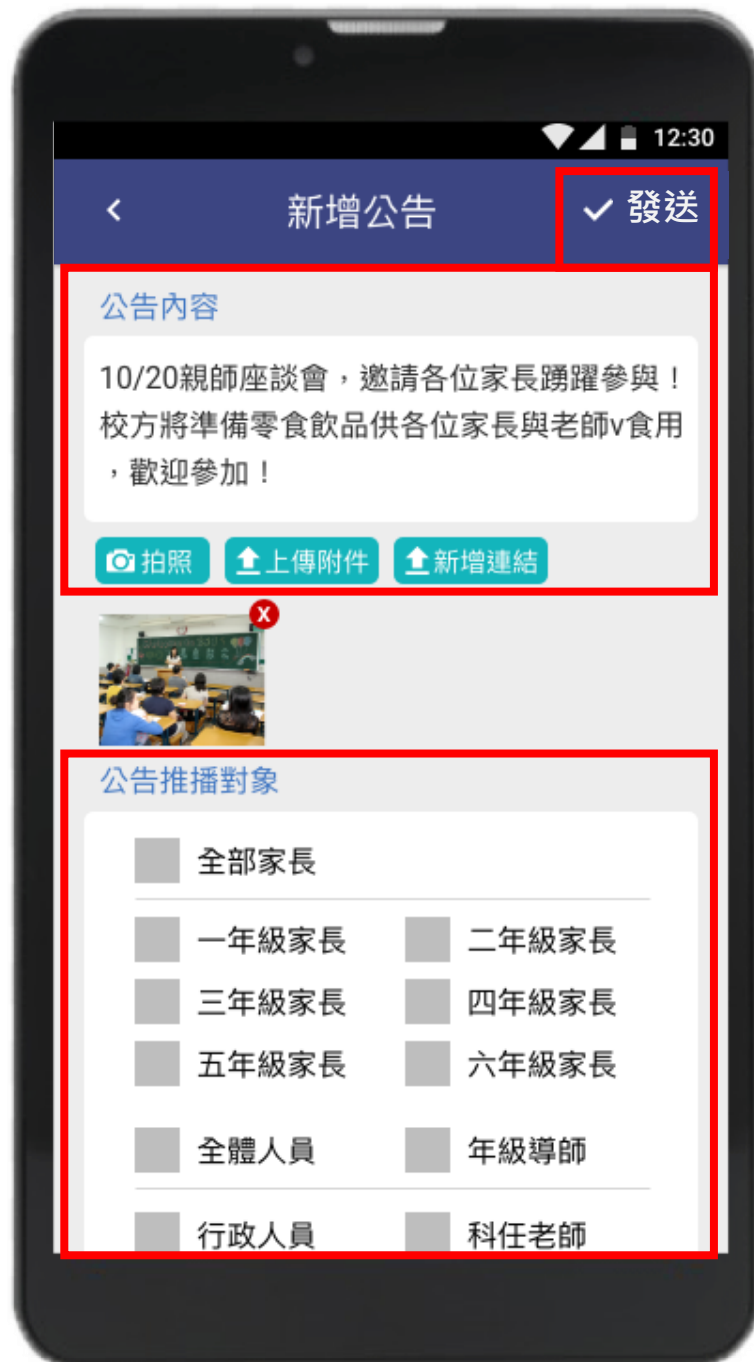 12:30
新增公告
發送
公告內容
10/20親師座談會，邀請各位家長踴躍參與！
校方將準備零食飲品供各位家長與老師v食用
，歡迎參加！
拍照 上傳附件 新增連結
X
公告推播對象
全部家長
一年級家長 二年級家長
三年級家長 四年級家長
五年級家長 六年級家長
全體人員 年級導師
行政人員 科任老師